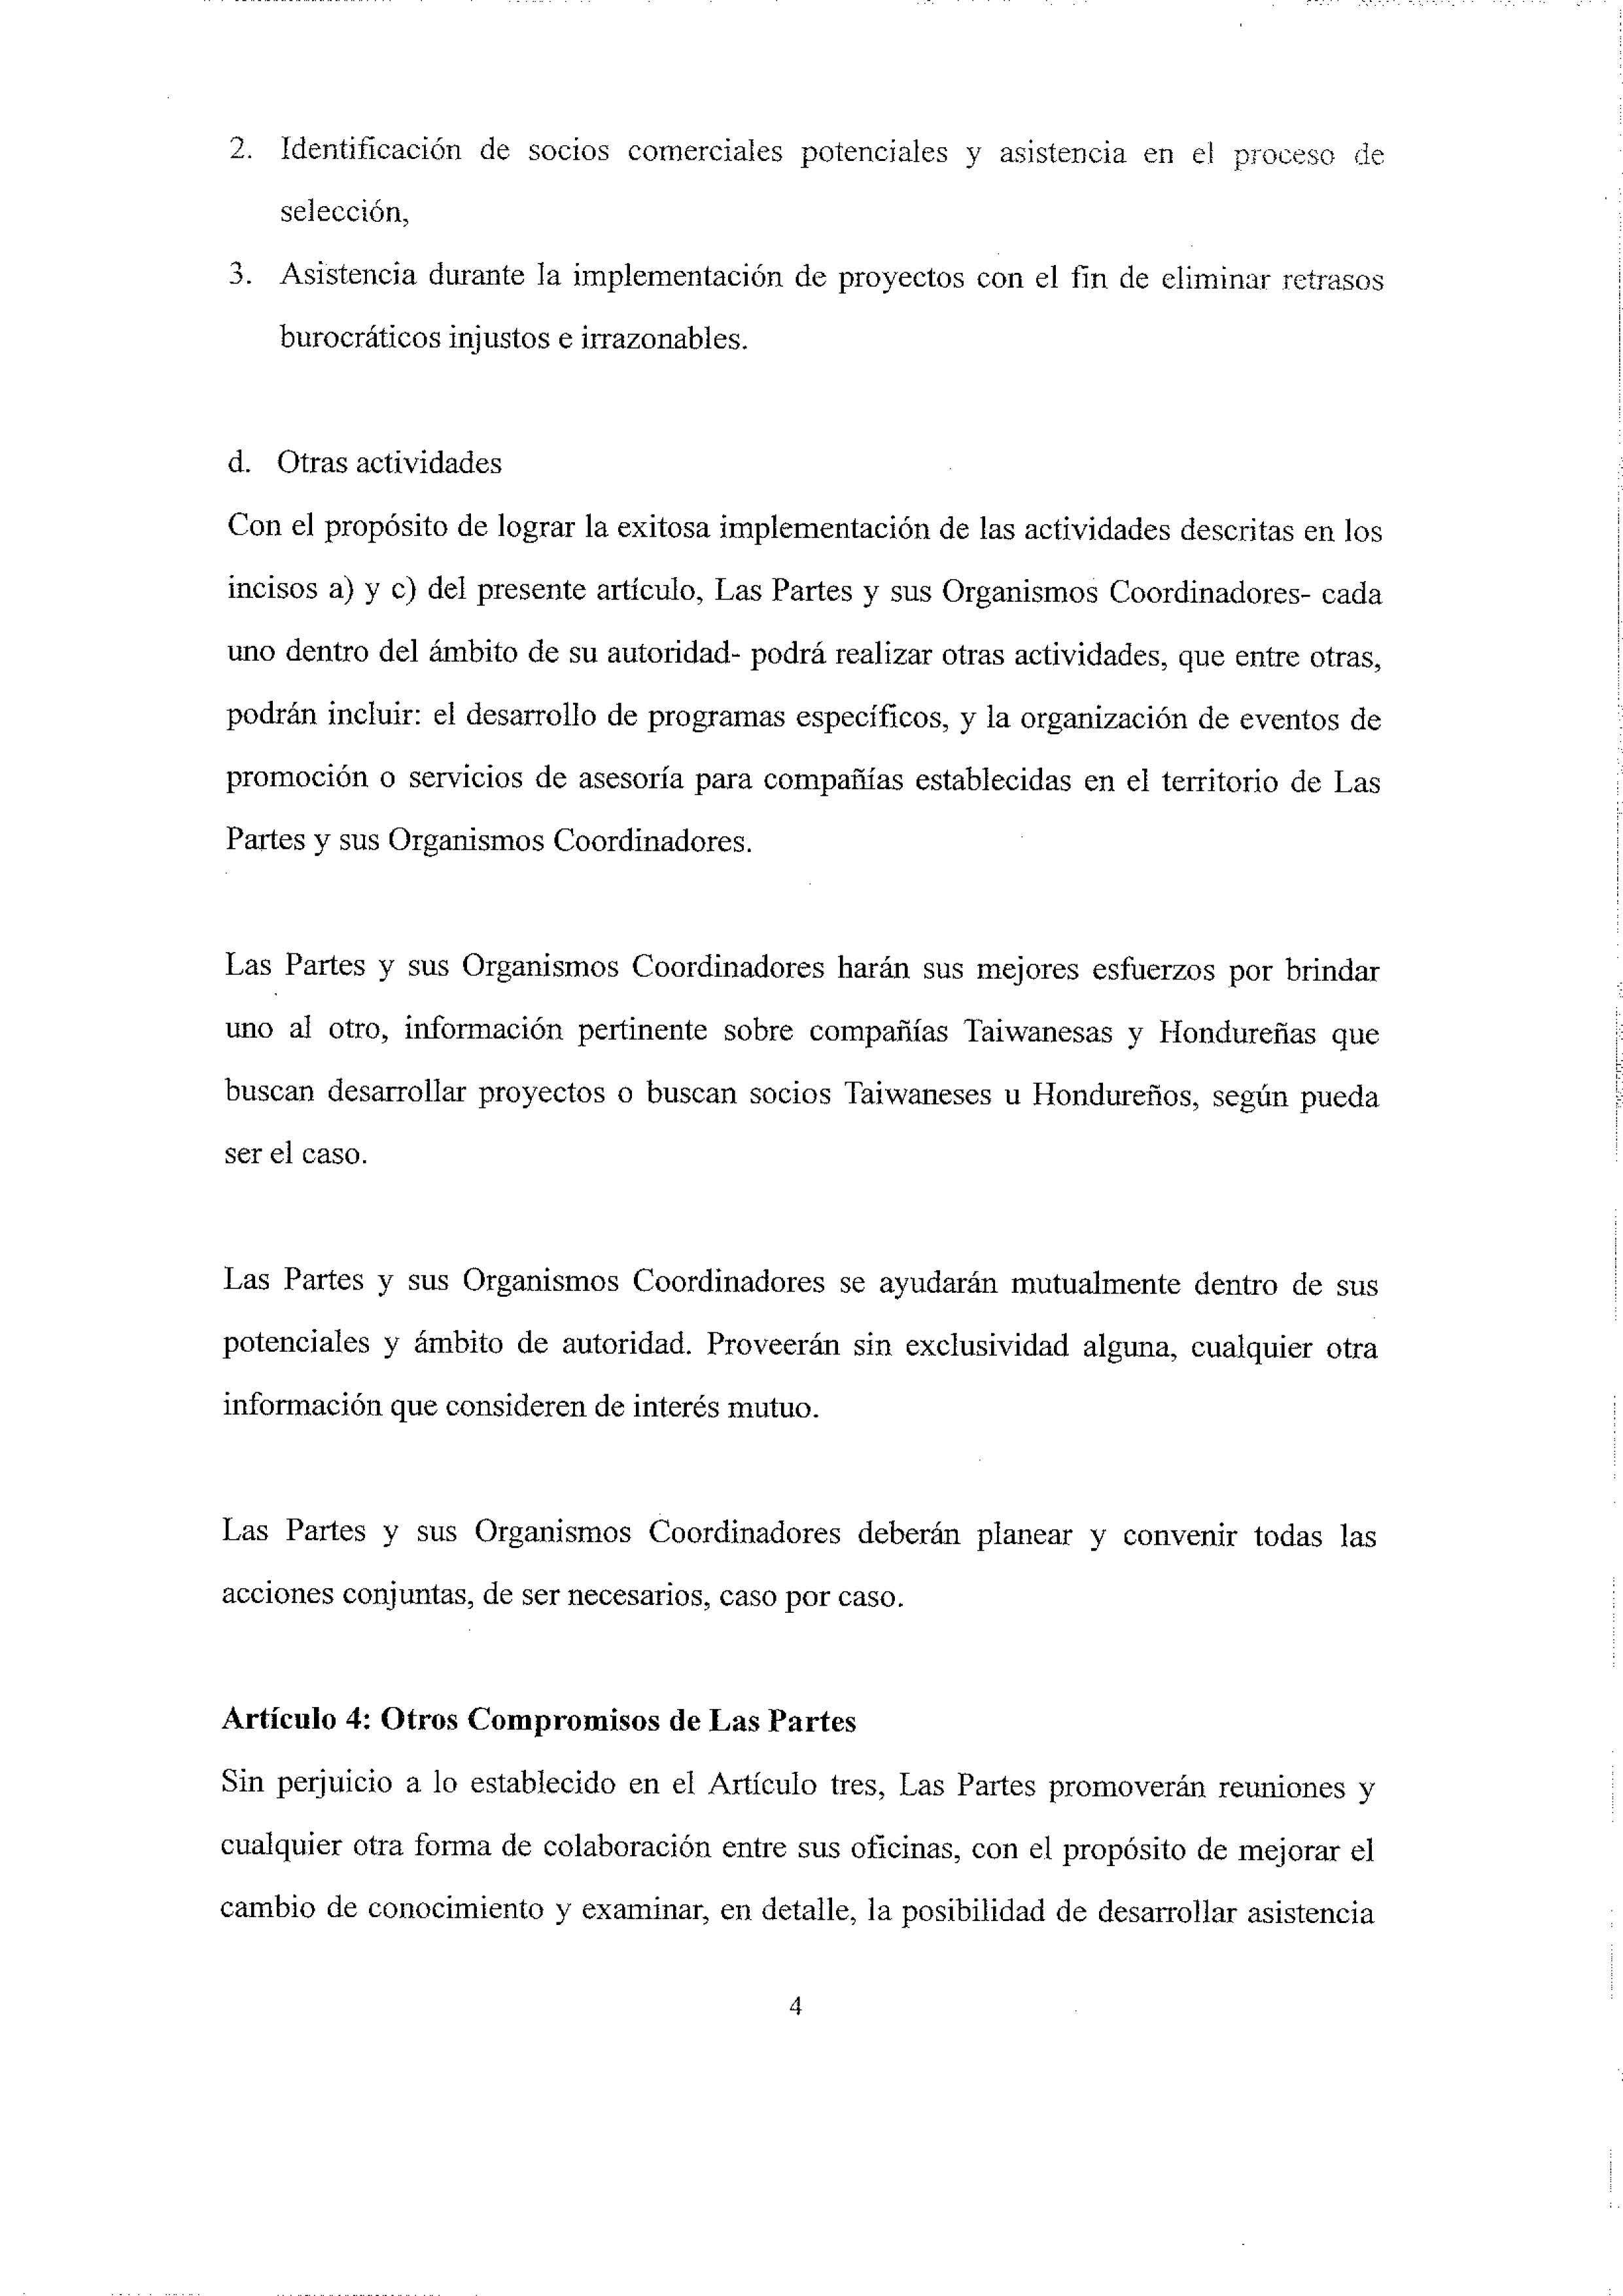 2. Identificación de socios comerciales potenciales y asistencia en el proceso de
selección,
3. Asistencia durante la implementación de proyectos con el fin de eliminar retrasos
burocráticos injustos e irrazonables.
d. Otras actividades
Con el propósito de lograr la exitosa implementación de las actividades descritas en los
incisos a) y c) del presente artículo, Las Partes y sus Organismos Coordinadores- cada
uno dentro del ámbito de su autoridad- podrá realizar otras actividades, que entre otras,
podrán incluir: el desarrollo de programas específicos, y la organización de eventos de
promoción o servicios de asesoría para compañías establecidas en el territorio de Las
Partes y sus Organismos Coordinadores.
Las Partes y sus Organismos Coordinadores harán sus mejores esfuerzos por brindar
uno al otro, información pertinente sobre compañías Taiwanesas y Hondureñas que
buscan desarrollar proyectos o buscan socios Taiwaneses u Hondureños, según pueda
ser el caso.
Las Partes y sus Organismos Coordinadores se ayudarán mutualmente dentro de sus
potenciales y ámbito de autoridad. Proveerán sin exclusividad alguna, cualquier otra
información que consideren de interés mutuo.
Las Partes y sus Organismos Coordinadores deberán planear y convenir todas las
acciones conjuntas, de ser necesarios, caso por caso.
Artículo 4: Otros Compromisos de Las Partes
Sin perjuicio a lo establecido en el Artículo tres, Las Partes promoverán reuniones y
cualquier otra forma de colaboración entre sus oficinas, con el propósito de mejorar el
cambio de conocimiento y examinar, en detalle, la posibilidad de desarrollar asistencia
4